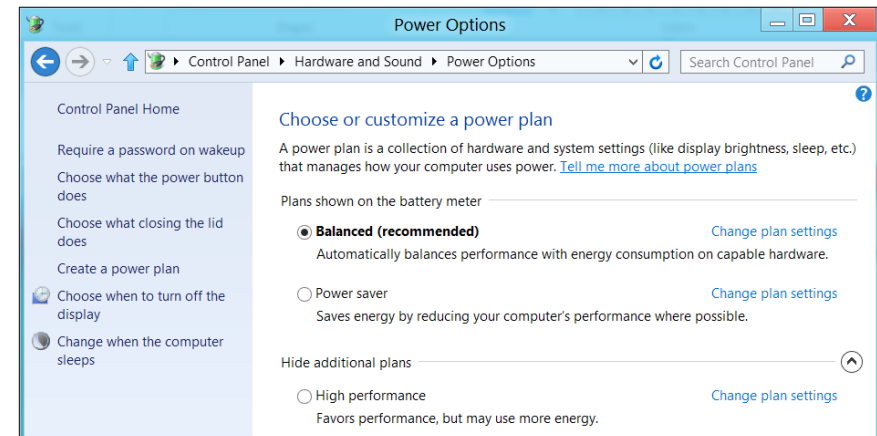 Power Options
X
Control Panel Hardware and Sound Power Options
Search Control Panel
?
Control Panel Home
Require a password on wakeup
Choose what the power button
does
Choose what closing the lid
does
Create a power plan
Choose when to turn off the
display
Change when the computer
sleeps
Choose or customize a power plan
A power plan is a collection of hardware and system settings (like display brightness, sleep, etc.)
that manages how your computer uses power. Tell me more about power plans
Plans shown on the battery meter
Balanced (recommended) Change plan settings
Automatically balances performance with energy consumption on capable hardware.
Power saver Change plan settings
Saves energy by reducing your computer's performance where possible.
Hide additional plans
High performance Change plan settings
Favors performance, but may use more energy.